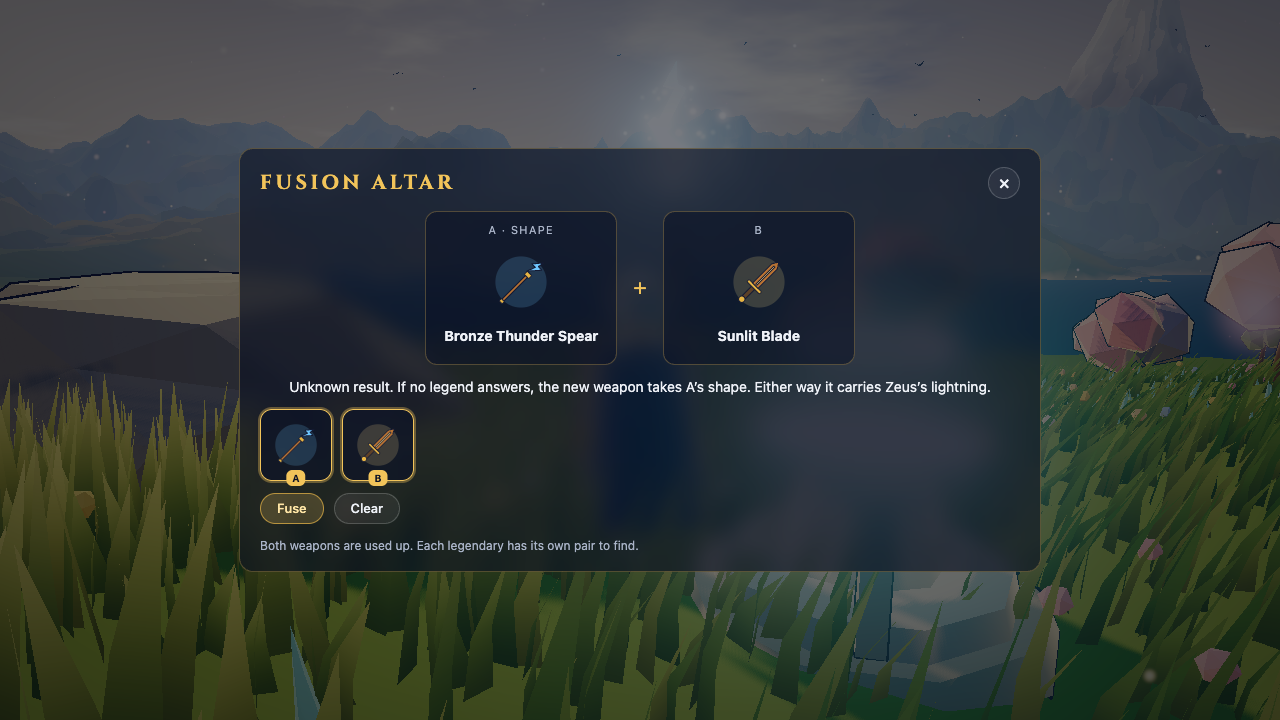 FUSION ALTAR
×
A · SHAPE
Bronze Thunder Spear
+
B
Sunlit Blade
Unknown result. If no legend answers, the new weapon takes A's shape. Either way it carries Zeus's lightning.
A
B
Fuse
Clear
Both weapons are used up. Each legendary has its own pair to find.